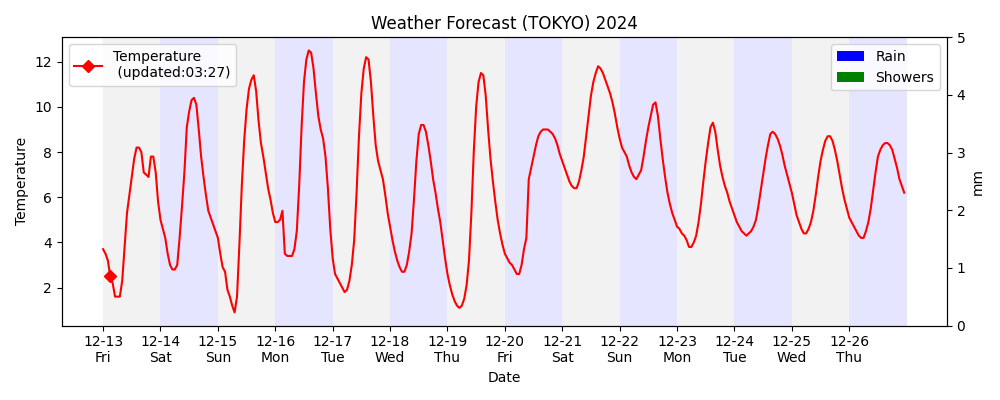 Weather Forecast (TOKYO) 2024
Temperature
(updated:03:27)
Rain
Showers
Temperature
12
10
8
6
4
2
5
4
3
2
1
0
mm
12-13 12-14 12-15 12-16 12-17 12-18 12-19 12-20 12-21 12-22 12-23 12-24 12-25 12-26
Fri Sat Sun Mon Tue Wed Thu Fri Sat Sun Mon Tue Wed Thu
Date